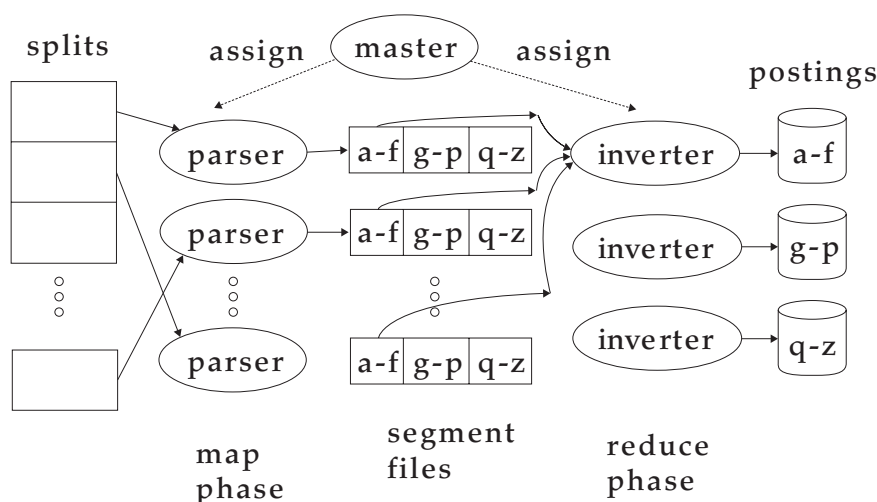 splits
assign
master
assign
postings
parser
a-f g-p q-z
inverter
a-f
parser
a-f g-p q-z
inverter
g-p
parser
a-f g-p q-z
inverter
q-z
map
phase
segment
files
reduce
phase